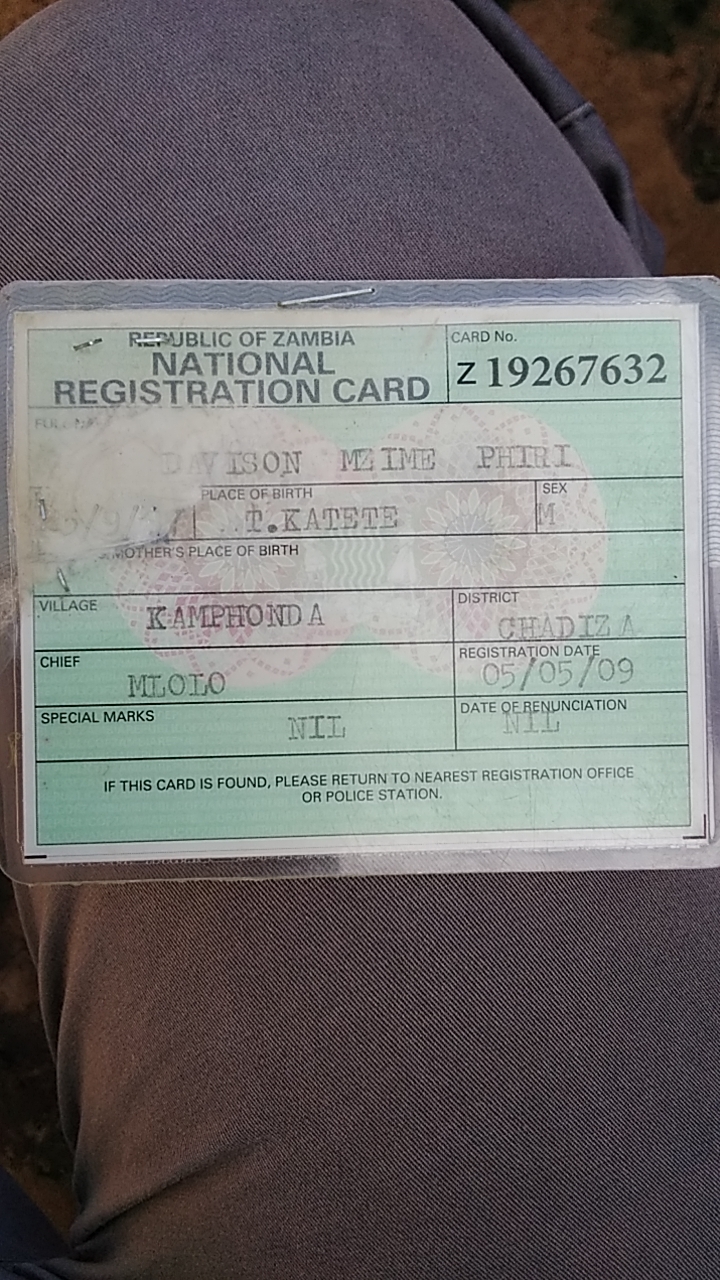 REPUBLIC OF ZAMBIA
NATIONAL
REGISTRATION CARD
CARD No.
Z 19267632
DAVISON MZIME PHIRI
PLACE OF BIRTH
T.KATETE
SEX
M
MOTHER'S PLACE OF BIRTH
VILLAGE
KAMPHONDA
DISTRICT
CHADIZA
CHIEF
MLOLO
REGISTRATION DATE
05/05/09
SPECIAL MARKS
NIL
DATE OF RENUNCIATION
NIL
IF THIS CARD IS FOUND, PLEASE RETURN TO NEAREST REGISTRATION OFFICE
OR POLICE STATION.